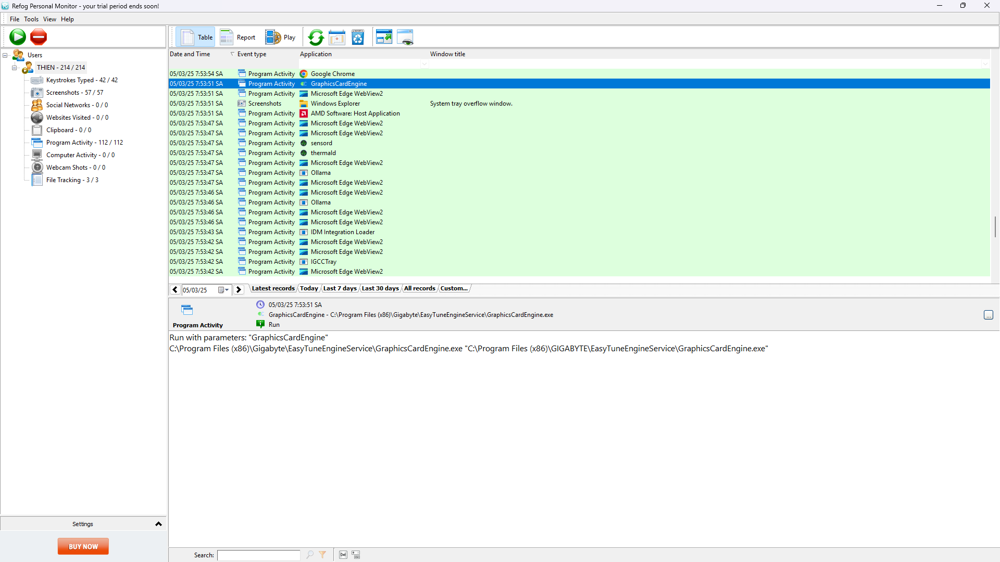 Refog Personal Monitor - your trial period ends soon!
File Tools View Help
Table Report Play
Users
THIEN - 214 / 214
Keystrokes Typed - 42 / 42
Screenshots - 57 / 57
Social Networks - 0 / 0
Websites Visited - 0 / 0
Clipboard - 0 / 0
Program Activity - 112 / 112
Computer Activity - 0 / 0
Webcam Shots - 0 / 0
File Tracking - 3 / 3
Settings
BUY NOW
Date and Time Event type Application Window title
05/03/25 7:53:54 SA Program Activity Google Chrome
05/03/25 7:53:51 SA Program Activity GraphicsCardEngine
05/03/25 7:53:51 SA Program Activity Microsoft Edge WebView2
05/03/25 7:53:51 SA Screenshots Windows Explorer System tray overflow window.
05/03/25 7:53:51 SA Program Activity AMD Software: Host Application
05/03/25 7:53:47 SA Program Activity Microsoft Edge WebView2
05/03/25 7:53:47 SA Program Activity Microsoft Edge WebView2
05/03/25 7:53:47 SA Program Activity sensord
05/03/25 7:53:47 SA Program Activity thermald
05/03/25 7:53:47 SA Program Activity Microsoft Edge WebView2
05/03/25 7:53:47 SA Program Activity Ollama
05/03/25 7:53:47 SA Program Activity Microsoft Edge WebView2
05/03/25 7:53:46 SA Program Activity Microsoft Edge WebView2
05/03/25 7:53:46 SA Program Activity Ollama
05/03/25 7:53:46 SA Program Activity Microsoft Edge WebView2
05/03/25 7:53:46 SA Program Activity Microsoft Edge WebView2
05/03/25 7:53:43 SA Program Activity IDM Integration Loader
05/03/25 7:53:42 SA Program Activity Microsoft Edge WebView2
05/03/25 7:53:42 SA Program Activity Microsoft Edge WebView2
05/03/25 7:53:42 SA Program Activity IGCCTray
05/03/25 7:53:42 SA Program Activity Microsoft Edge WebView2
05/03/25 Latest records Today Last 7 days Last 30 days All records Custom...
Program Activity
05/03/25 7:53:51 SA
GraphicsCardEngine - C:\Program Files (x86)\Gigabyte\EasyTuneEngineService\GraphicsCardEngine.exe
Run
...
Run with parameters: "GraphicsCardEngine"
C:\Program Files (x86)\Gigabyte\EasyTuneEngineService\GraphicsCardEngine.exe "C:\Program Files (x86)\GIGABYTE\EasyTuneEngineService\GraphicsCardEngine.exe"
Search:
Del